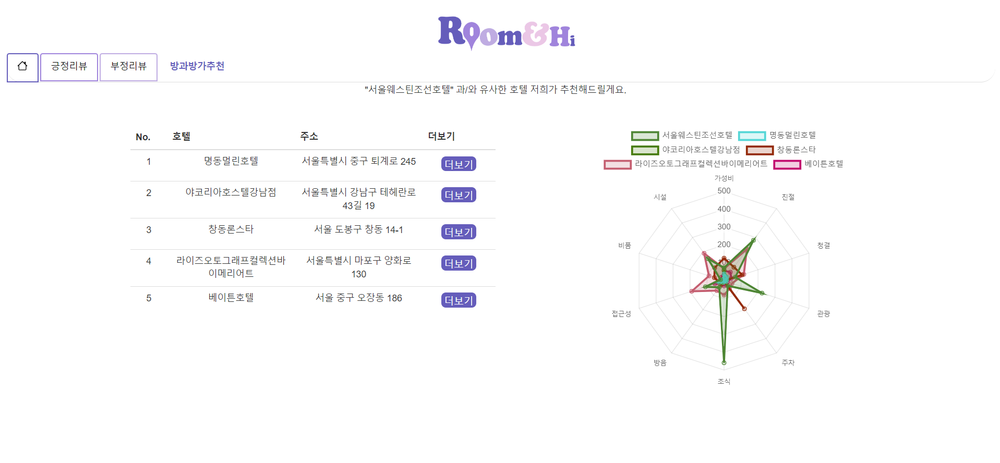 Room&Hi
긍정리뷰 부정리뷰 방과방가추천
"서울웨스틴조선호텔" 과/와 유사한 호텔 저희가 추천해드릴게요.
No. 호텔 주소 더보기
1 명동멀린호텔 서울특별시 중구 퇴계로 245 더보기
2 야코리아호스텔강남점 서울특별시 강남구 테헤란로
43길 19 더보기
3 창동론스타 서울 도봉구 창동 14-1 더보기
4 라이즈오토그래프컬렉션바
이메리어트 서울특별시 마포구 양화로
130 더보기
5 베이튼호텔 서울 중구 오장동 186 더보기
서울웨스틴조선호텔 명동멀린호텔
야코리아호스텔강남점 창동론스타
라이즈오토그래프컬렉션바이메리어트 베이튼호텔
가성비
500
시설 친절
400
300
200
비품 청결
접근성 관광
방음 주차
조식